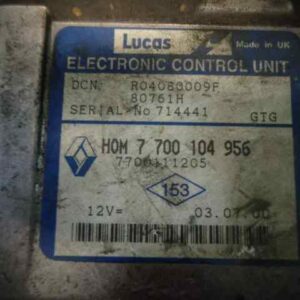 Lucas Made in UK
ELECTRONIC CONTROL UNIT
DCN. R04080009F
80761H
SERIAL-No 714441 GTG
HOM 7 700 104 956
7700111205
153
12V= 03.07.00